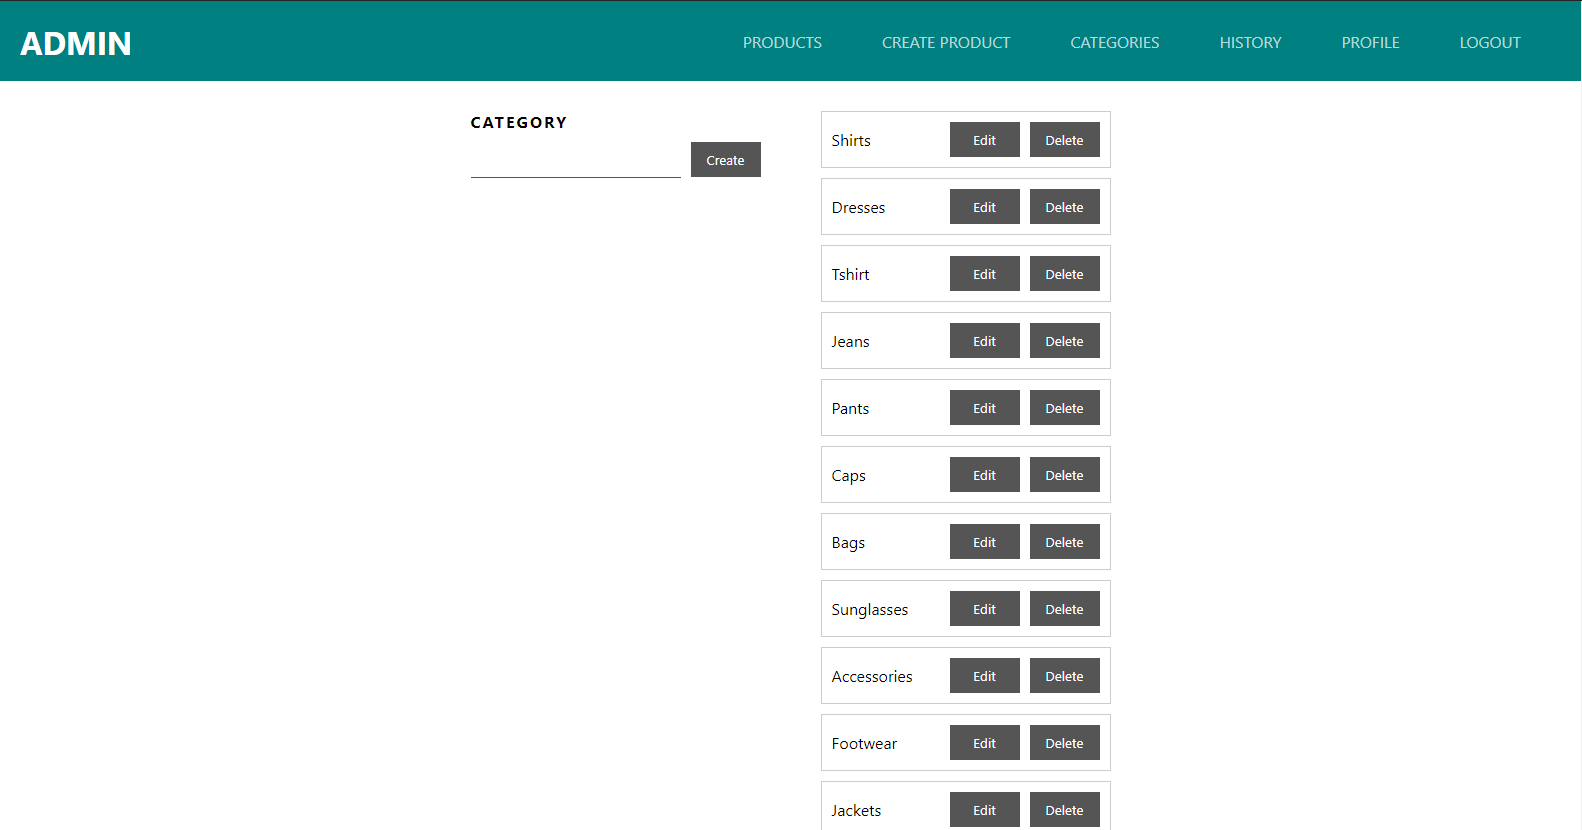 ADMIN PRODUCTS CREATE PRODUCT CATEGORIES HISTORY PROFILE LOGOUT
CATEGORY
Create
Shirts Edit Delete
Dresses Edit Delete
Tshirt Edit Delete
Jeans Edit Delete
Pants Edit Delete
Caps Edit Delete
Bags Edit Delete
Sunglasses Edit Delete
Accessories Edit Delete
Footwear Edit Delete
Jackets Edit Delete